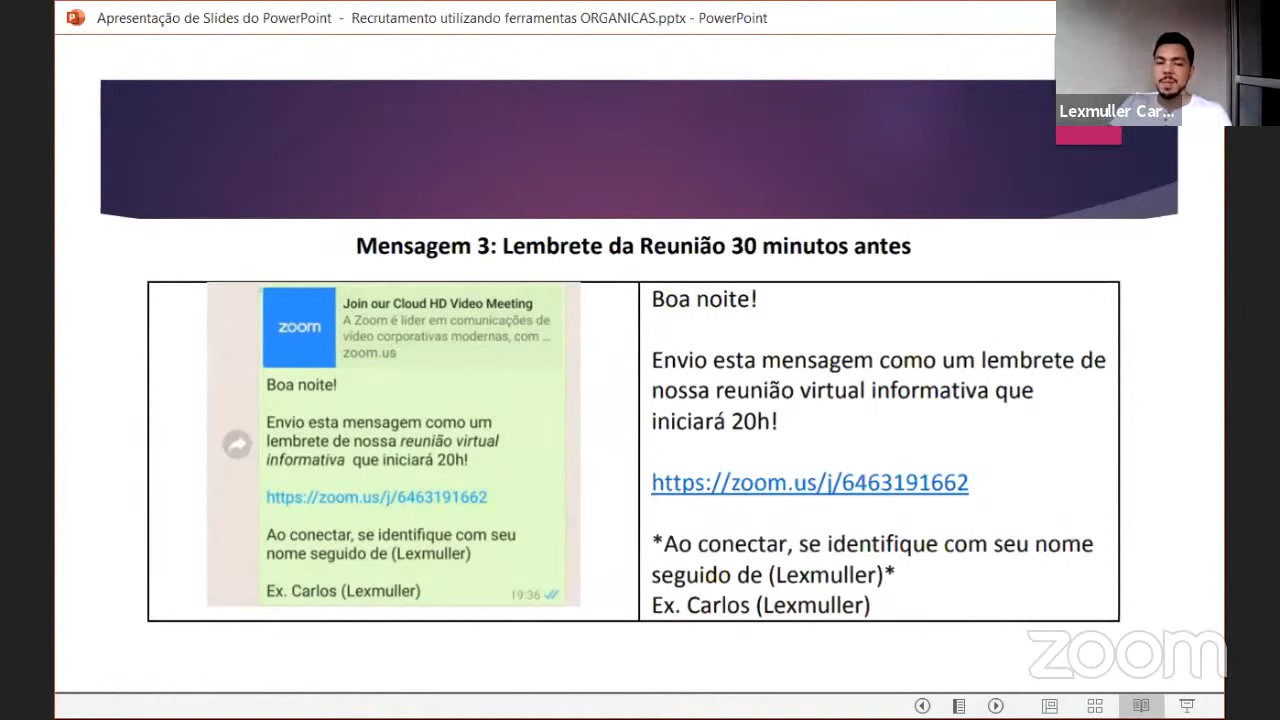 Apresentação de Slides do PowerPoint - Recrutamento utilizando ferramentas ORGANICAS.pptx - PowerPoint
Lexmuller Car...
Mensagem 3: Lembrete da Reunião 30 minutos antes
zoom
Join our Cloud HD Video Meeting
A Zoom é líder em comunicações de
vídeo corporativas modernas, com ...
zoom.us
Boa noite!
Envio esta mensagem como um
lembrete de nossa reunião virtual
informativa que iniciará 20h!
https://zoom.us/j/6463191662
Ao conectar, se identifique com seu
nome seguido de (Lexmuller)
Ex. Carlos (Lexmuller)
19:36
Boa noite!
Envio esta mensagem como um lembrete de
nossa reunião virtual informativa que
iniciará 20h!
https://zoom.us/j/6463191662
*Ao conectar, se identifique com seu nome
seguido de (Lexmuller)*
Ex. Carlos (Lexmuller)
zoom